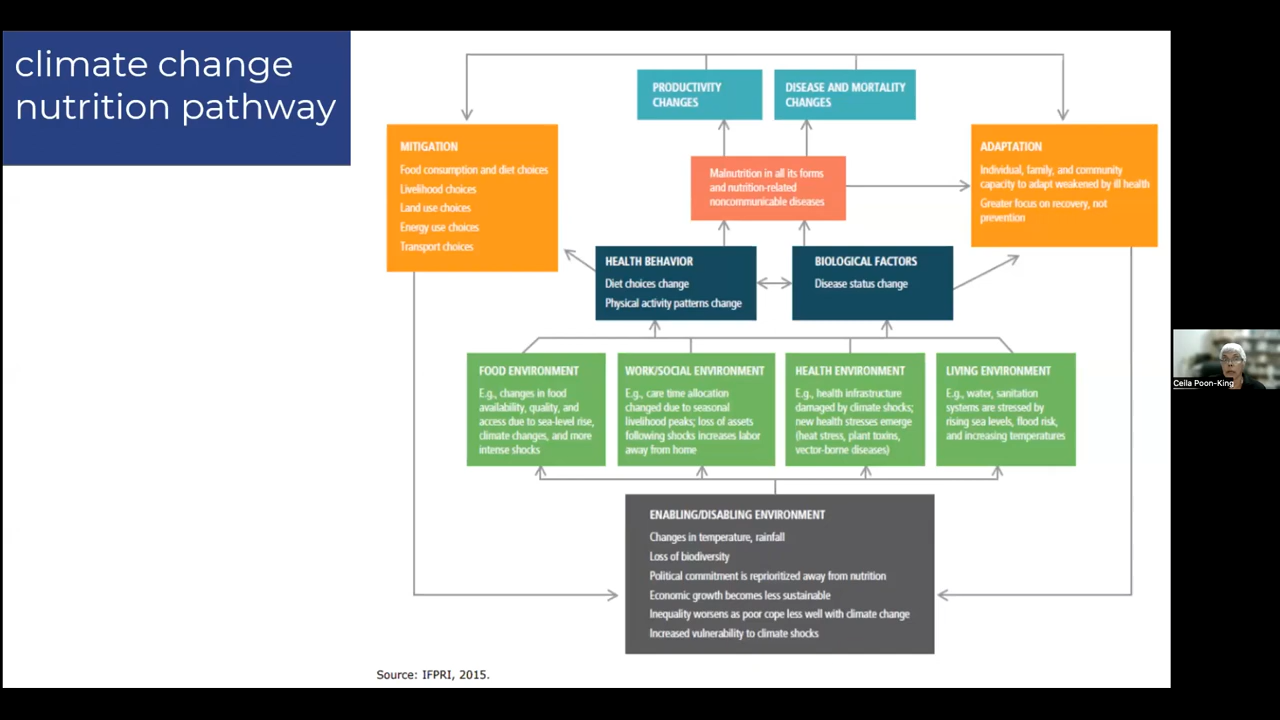 climate change
nutrition pathway
PRODUCTIVITY
CHANGES
DISEASE AND MORTALITY
CHANGES
MITIGATION
Food consumption and diet choices
Livelihood choices
Land use choices
Energy use choices
Transport choices
Malnutrition in all its forms
and nutrition-related
noncommunicable diseases
ADAPTATION
Individual, family, and community
capacity to adapt weakened by ill health
Greater focus on recovery, not
prevention
HEALTH BEHAVIOR
Diet choices change
Physical activity patterns change
BIOLOGICAL FACTORS
Disease status change
FOOD ENVIRONMENT
E.g., changes in food
availability, quality, and
access due to sea-level rise,
climate changes, and more
intense shocks
WORK/SOCIAL ENVIRONMENT
E.g., care time allocation
changed due to seasonal
livelihood peaks; loss of assets
following shocks increases labor
away from home
HEALTH ENVIRONMENT
E.g., health infrastructure
damaged by climate shocks;
new health stresses emerge
(heat stress, plant toxins,
vector-borne diseases)
LIVING ENVIRONMENT
E.g., water, sanitation
systems are stressed by
rising sea levels, flood risk,
and increasing temperatures
ENABLING/DISABLING ENVIRONMENT
Changes in temperature, rainfall
Loss of biodiversity
Political commitment is reprioritized away from nutrition
Economic growth becomes less sustainable
Inequality worsens as poor cope less well with climate change
Increased vulnerability to climate shocks
Source: IFPRI, 2015.
Ceila Poon-King